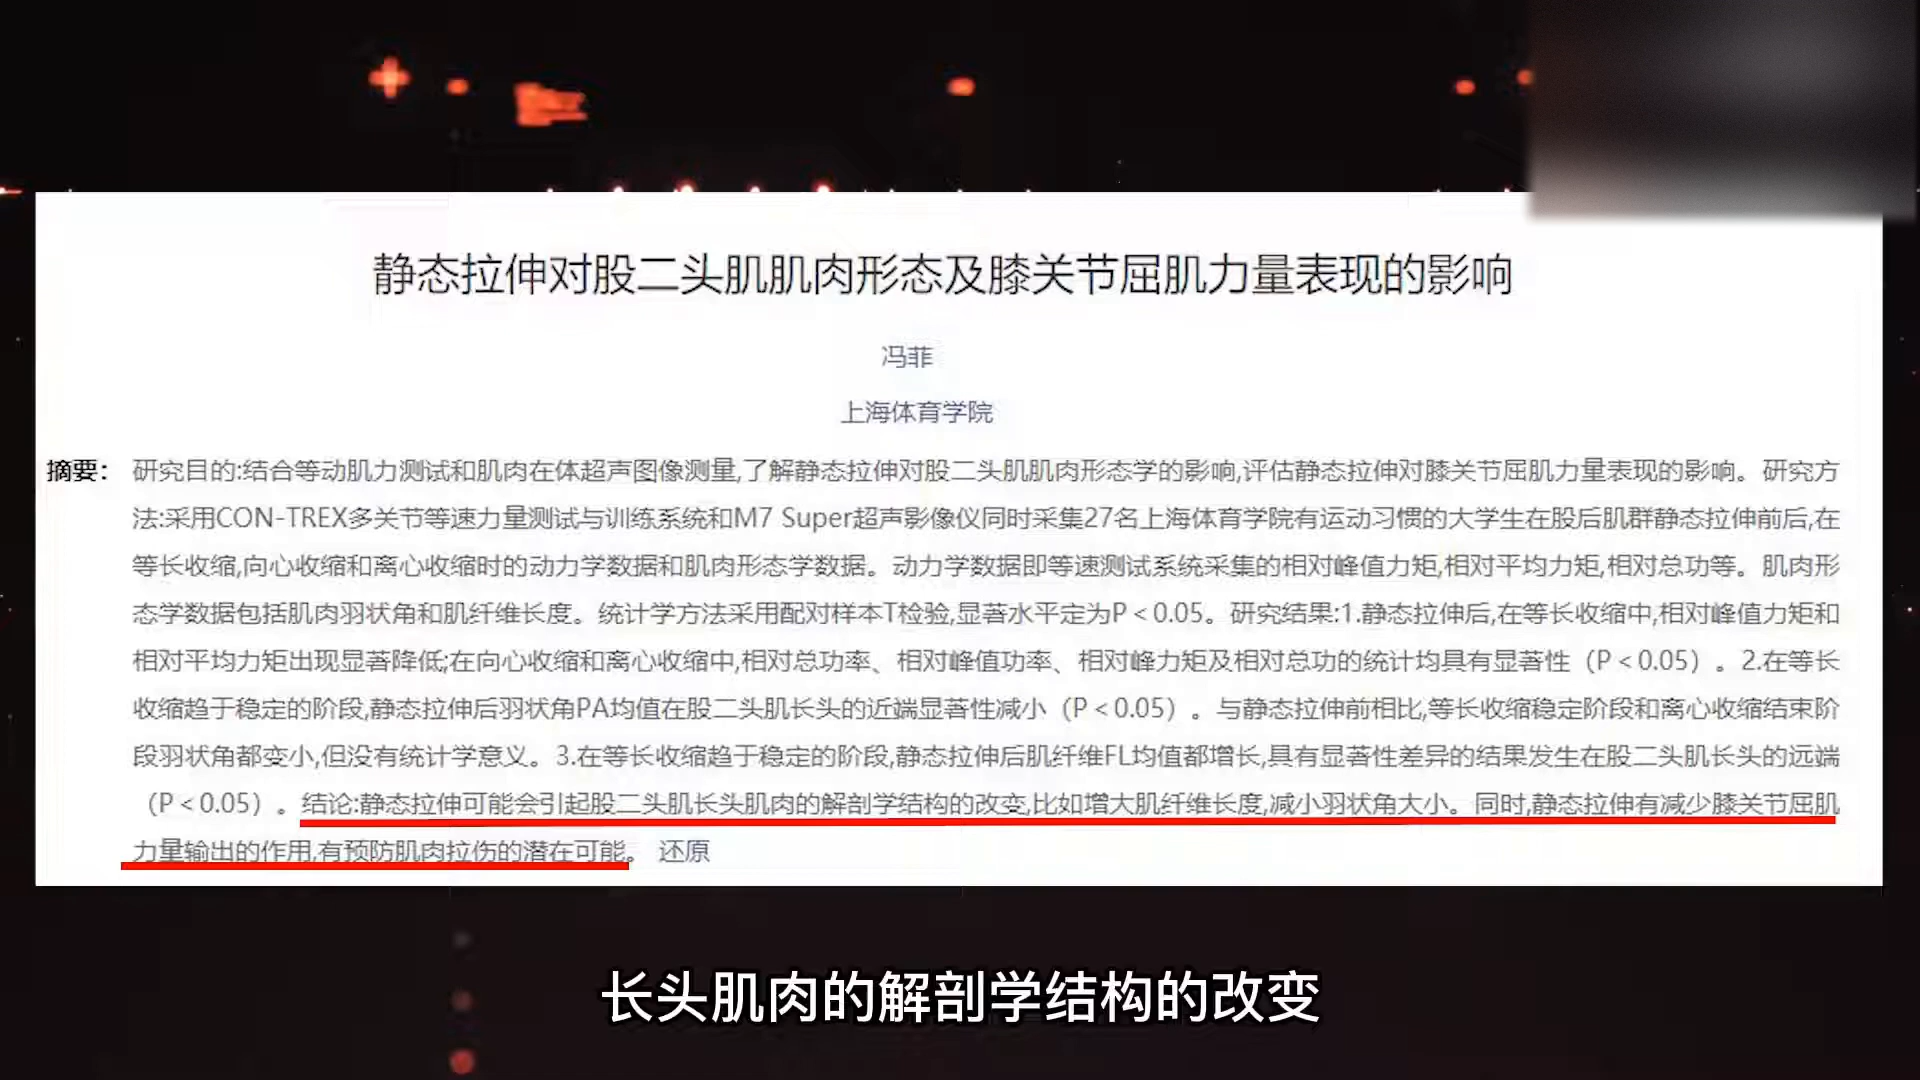 静态拉伸对股二头肌肌肉形态及膝关节屈肌力量表现的影响
冯菲
上海体育学院
摘要： 研究目的:结合等动肌力测试和肌肉在体超声图像测量,了解静态拉伸对股二头肌肌肉形态学的影响,评估静态拉伸对膝关节屈肌力量表现的影响。研究方
法:采用CON-TREX多关节等速力量测试与训练系统和M7 Super超声影像仪同时采集27名上海体育学院有运动习惯的大学生在股后肌群静态拉伸前后,在
等长收缩,向心收缩和离心收缩时的动力学数据和肌肉形态学数据。动力学数据即等速测试系统采集的相对峰值力矩,相对平均力矩,相对总功等。肌肉形
态学数据包括肌肉羽状角和肌纤维长度。统计学方法采用配对样本T检验,显著水平定为P＜0.05。研究结果:1.静态拉伸后,在等长收缩中,相对峰值力矩和
相对平均力矩出现显著降低;在向心收缩和离心收缩中,相对总功率、相对峰值功率、相对峰力矩及相对总功的统计均具有显著性（P＜0.05）。2.在等长
收缩趋于稳定的阶段,静态拉伸后羽状角PA均值在股二头肌长头的近端显著性减小（P＜0.05）。与静态拉伸前相比,等长收缩稳定阶段和离心收缩结束阶
段羽状角都变小,但没有统计学意义。3.在等长收缩趋于稳定的阶段,静态拉伸后肌纤维FL均值都增长,具有显著性差异的结果发生在股二头肌长头的远端
（P＜0.05）。结论:静态拉伸可能会引起股二头肌长头肌肉的解剖学结构的改变,比如增大肌纤维长度,减小羽状角大小。同时,静态拉伸有减少膝关节屈肌
力量输出的作用,有预防肌肉拉伤的潜在可能。 还原
长头肌肉的解剖学结构的改变